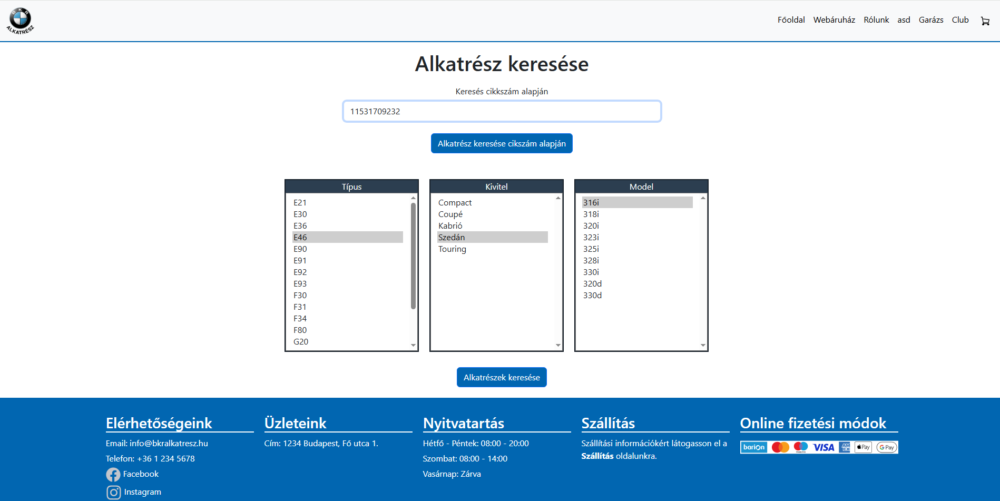 BKR
ALKATRÉSZ
Főoldal Webáruház Rólunk asd Garázs Club
Alkatrész keresése
Keresés cikkszám alapján
11531709232
Alkatrész keresése cikszám alapján
Típus
E21
E30
E36
E46
E90
E91
E92
E93
F30
F31
F34
F80
G20
Kivitel
Compact
Coupé
Kabrió
Szedán
Touring
Model
316i
318i
320i
323i
325i
328i
330i
320d
330d
Alkatrészek keresése
Elérhetőségeink
Email: info@bkralkatresz.hu
Telefon: +36 1 234 5678
Facebook
Instagram
Üzleteink
Cím: 1234 Budapest, Fő utca 1.
Nyitvatartás
Hétfő - Péntek: 08:00 - 20:00
Szombat: 08:00 - 14:00
Vasárnap: Zárva
Szállítás
Szállítási információkért látogasson el a
Szállítás oldalunkra.
Online fizetési módok
barion VISA AMEX Pay G Pay